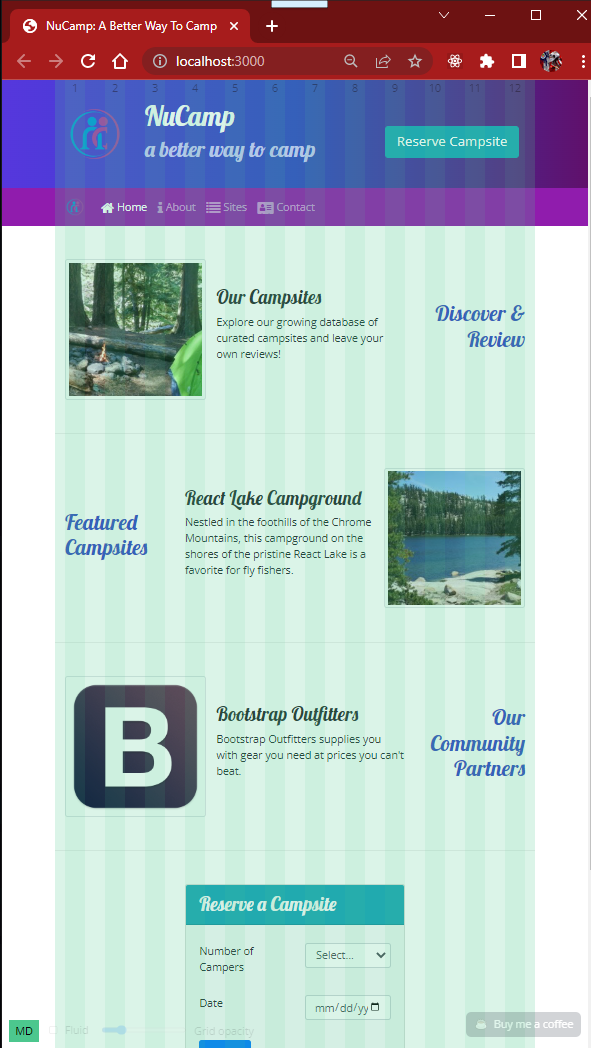 NuCamp: A Better Way To Camp
localhost:3000
1 2 3 4 5 6 7 8 9 10 11 12
NuCamp
a better way to camp
Reserve Campsite
Home About Sites Contact
Our Campsites
Explore our growing database of
curated campsites and leave your
own reviews!
Discover &
Review
Featured
Campsites
React Lake Campground
Nestled in the foothills of the Chrome
Mountains, this campground on the
shores of the pristine React Lake is a
favorite for fly fishers.
B
Bootstrap Outfitters
Bootstrap Outfitters supplies you
with gear you need at prices you can't
beat.
Our
Community
Partners
Reserve a Campsite
Number of
Campers
Select...
Date
mm/dd/yy
MD
Fluid
Grid opacity
Buy me a coffee